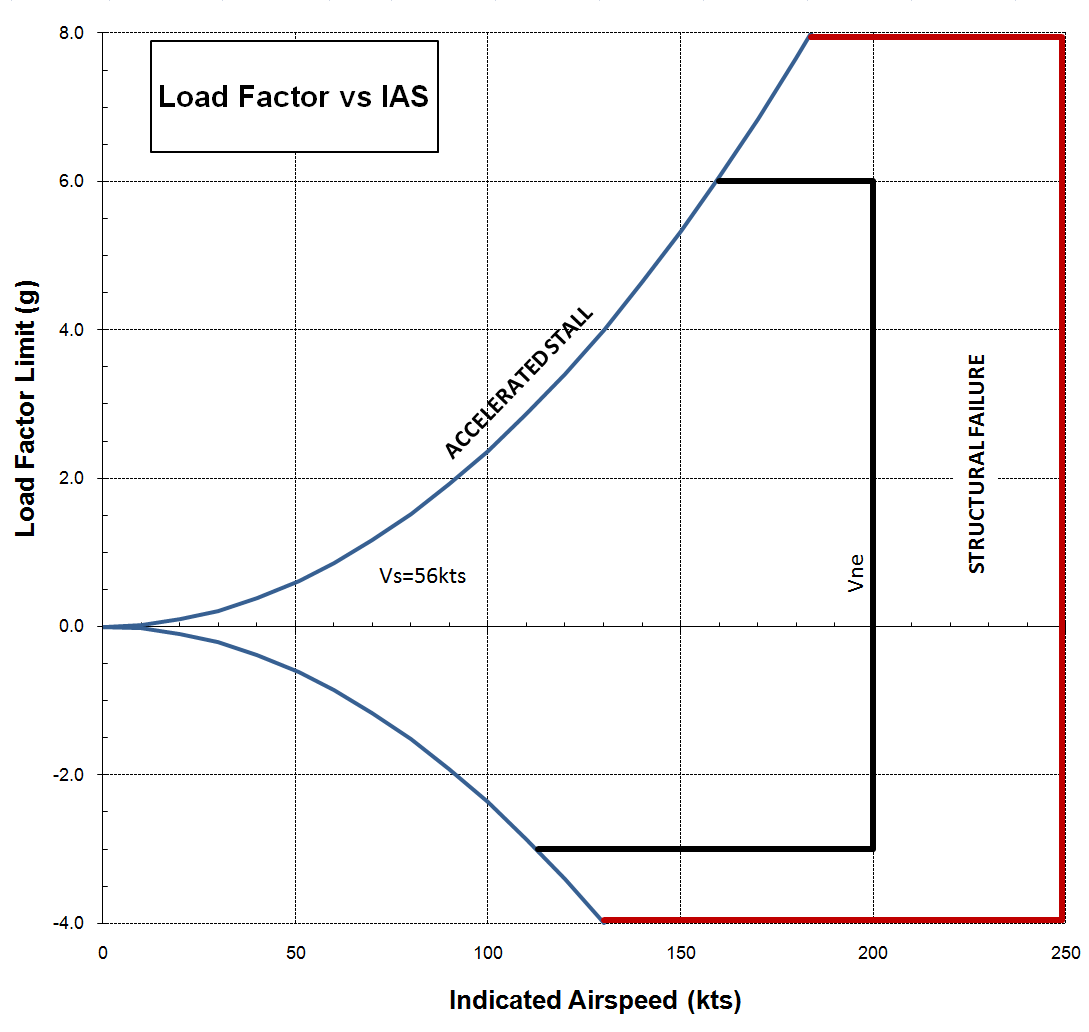 8.0
Load Factor vs IAS
6.0
4.0
2.0
0.0
-2.0
-4.0
Load Factor Limit (g)
ACCELERATED STALL
Vs=56kts
Vne
STRUCTURAL FAILURE
0
50
100
150
200
250
Indicated Airspeed (kts)